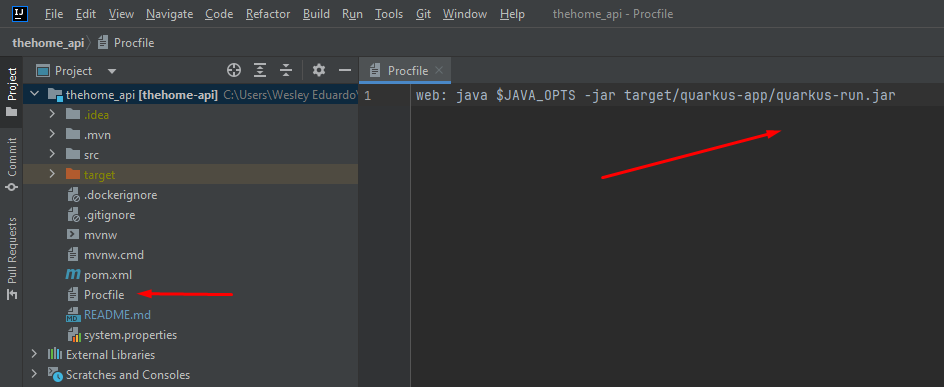 IJ File Edit View Navigate Code Refactor Build Run Tools Git Window Help thehome_api - Procfile
thehome_api Procfile
Project
Commit
Pull Requests
Project
thehome_api [thehome-api] C:\Users\Wesley Eduardo\
.idea
.mvn
src
target
.dockerignore
.gitignore
mvnw
mvnw.cmd
pom.xml
Procfile
README.md
system.properties
External Libraries
Scratches and Consoles
Procfile
1 web: java $JAVA_OPTS -jar target/quarkus-app/quarkus-run.jar